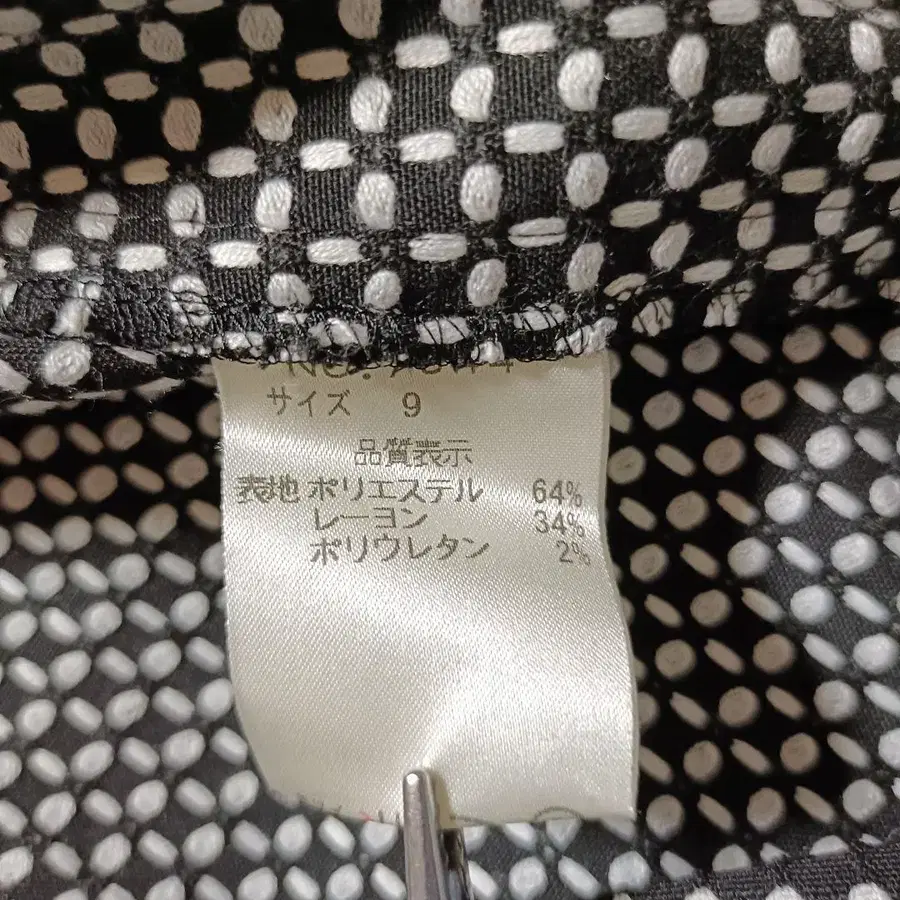 サイズ 9
品質表示
表地 ポリエステル 64%
レーヨン 34%
ポリウレタン 2%